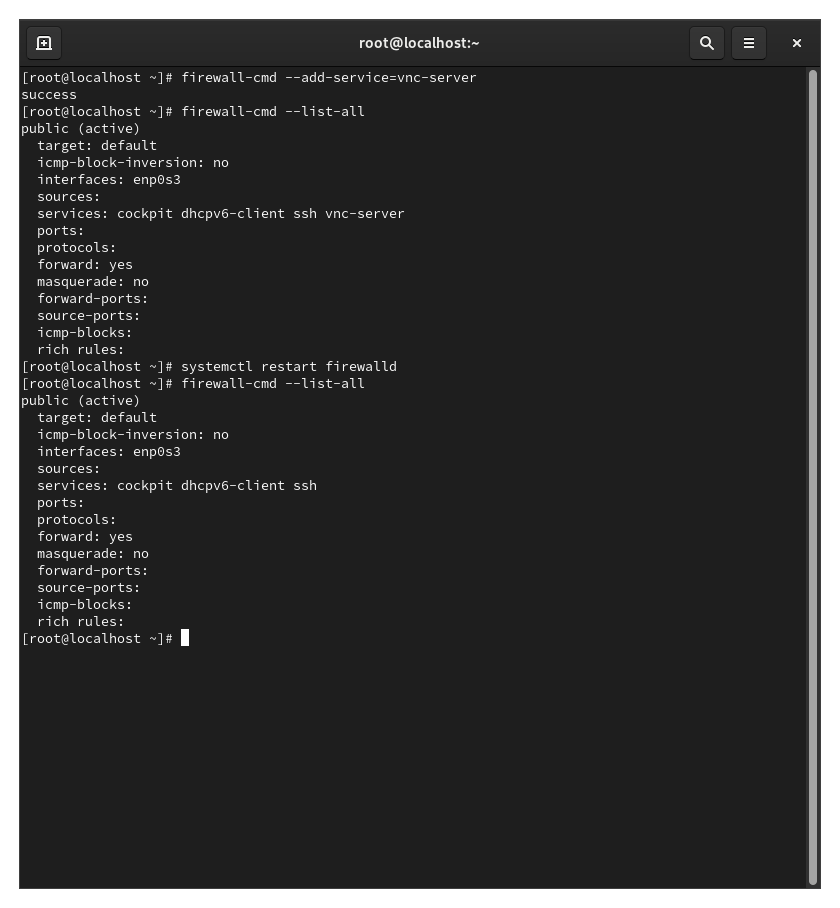 root@localhost:~
[root@localhost ~]# firewall-cmd --add-service=vnc-server
success
[root@localhost ~]# firewall-cmd --list-all
public (active)
  target: default
  icmp-block-inversion: no
  interfaces: enp0s3
  sources:
  services: cockpit dhcpv6-client ssh vnc-server
  ports:
  protocols:
  forward: yes
  masquerade: no
  forward-ports:
  source-ports:
  icmp-blocks:
  rich rules:
[root@localhost ~]# systemctl restart firewalld
[root@localhost ~]# firewall-cmd --list-all
public (active)
  target: default
  icmp-block-inversion: no
  interfaces: enp0s3
  sources:
  services: cockpit dhcpv6-client ssh
  ports:
  protocols:
  forward: yes
  masquerade: no
  forward-ports:
  source-ports:
  icmp-blocks:
  rich rules:
[root@localhost ~]#